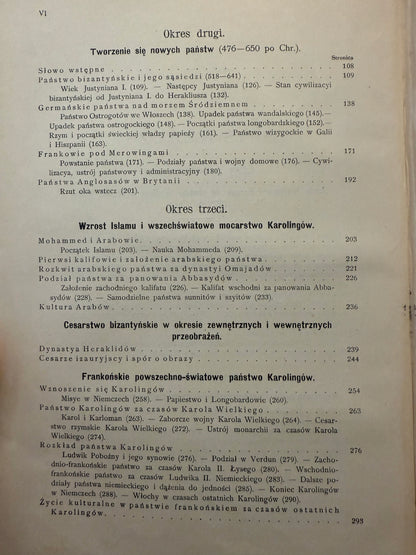 VI
Okres drugi.
Tworzenie się nowych państw (476—650 po Chr.).
Stronica
Słowo wstępne . . . . . . . . . . 108
Państwo bizantyńskie i jego sąsiedzi (518—641) . . . . . 109
Wiek Justyniana I. (109). — Następcy Justyniana (126). — Stan cywilizacyi
bizantyńskiej od Justyniana I. do Herakliusza (132).
Germańskie państwa nad morzem Śródziemnem . . . . . 138
Państwo Ostrogotów we Włoszech (138). Upadek państwa wandalskiego (145).—
Upadek państwa ostrogockiego (148). — Początki państwa longobardzkiego (152).—
Rzym i początki świeckiej władzy papieży (161). — Państwo wizygockie w Galii
i Hiszpanii (163).
Frankowie pod Merowingami . . . . . 171
Powstanie państwa (171). — Podziały państwa i wojny domowe (176). — Cywi-
lizacya, ustrój państwowy i administracyjny (180).
Państwa Anglosasów w Brytanii . . . . . 192
Rzut oka wstecz (201).
Okres trzeci.
Wzrost Islamu i wszechświatowe mocarstwo Karolingów.
Mohammed i Arabowie . . . . . 203
Początek Islamu (203). — Nauka Mohammeda (209).
Pierwsi kalifowie i założenie arabskiego państwa . . . . . 212
Rozkwit arabskiego państwa za dynastyi Omajadów . . . . . 221
Podział państwa za panowania Abbasydów . . . . . 226
Założenie zachodniego kalifatu (226). — Kalifat wschodni za panowania Abba-
sydów (228). — Samodzielne państwa sunnitów i szyitów (233).
Kultura Arabów . . . . . 236
Cesarstwo bizantyńskie w okresie zewnętrznych i wewnętrznych
przeobrażeń.
Dynastya Heraklidów . . . . . 239
Cesarze izauryjscy i spór o obrazy . . . . . 244
Frankońskie powszechno-światowe państwo Karolingów.
Wznoszenie się Karolingów . . . . . 254
Misye w Niemczech (258). — Papiestwo i Longobardowie (260).
Państwo Karolingów za czasów Karola Wielkiego . . . . . 263
Karol i Karloman (263). — Zaborcze wojny Karola Wielkiego (264). — Cesar-
stwo rzymskie Karola Wielkiego (272). — Ustrój monarchii za czasów Karola
Wielkiego (274).
Rozkład państwa Karolingów . . . . . 276
Ludwik Pobożny i jego synowie (276). — Podział w Verdun (279). — Zacho-
dnio-frankońskie państwo za czasów Karola II. Łysego (280). — Wschodnio-
frankońskie państwo za czasów Ludwika II. Niemieckiego (283). — Dalsze po-
działy państwa niemieckiego i dążenia do jedności (285). — Koniec Karolingów
w Niemczech (288). — Włochy w czasach ostatnich Karolingów (290).
Życie kulturalne w państwie frankońskiem za czasów ostatnich
Karolingów . . . . . 293